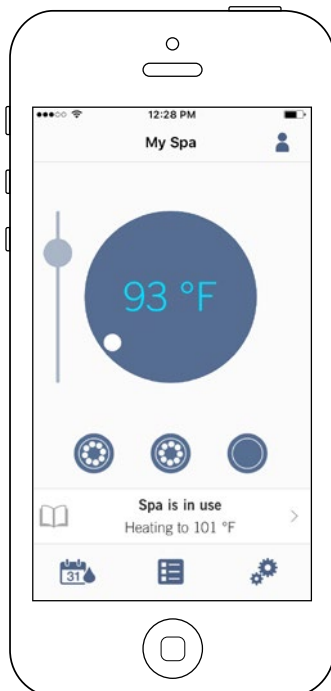 12:28 PM
My Spa
93 °F
Spa is in use
Heating to 101 °F
31